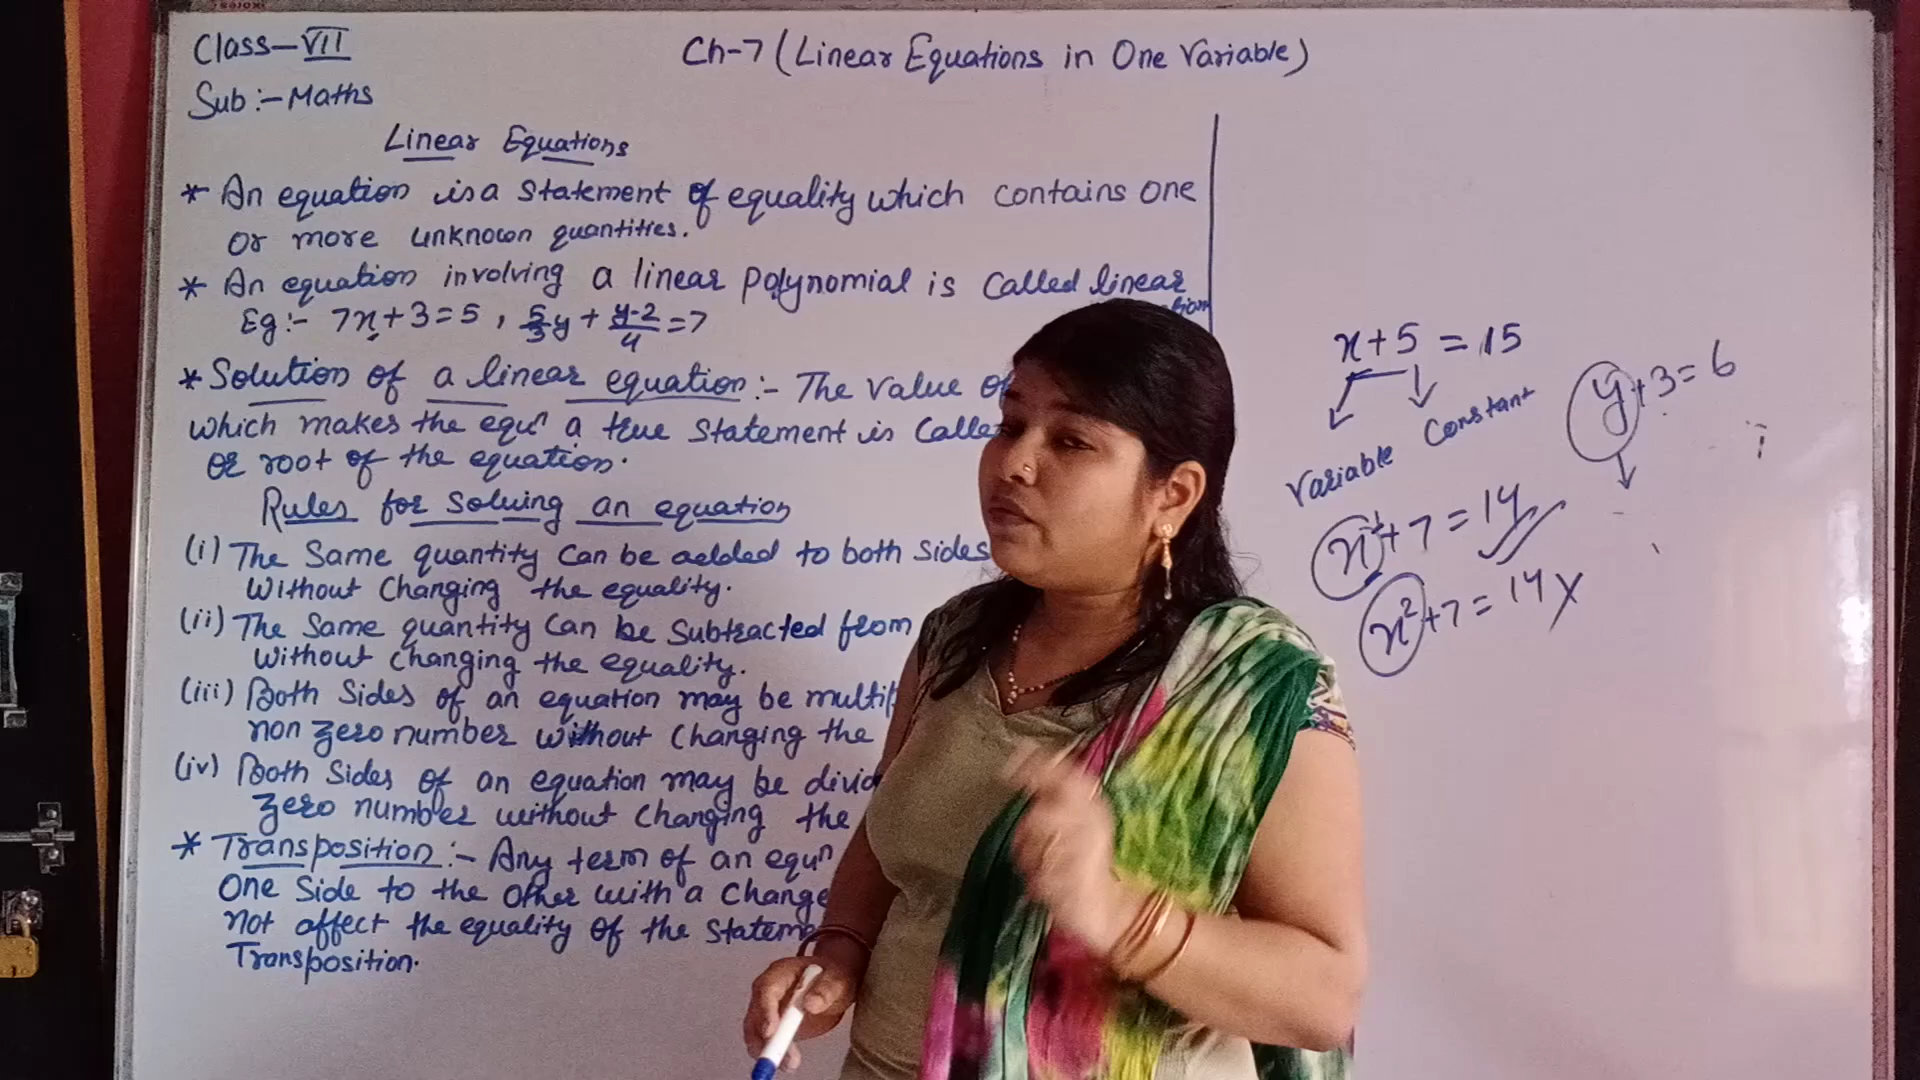 Class-VII
Ch-7 (Linear Equations in One Variable)
Sub:-Maths
Linear Equations
* An equation is a statement of equality which contains one
or more unknown quantities.
* An equation involving a linear polynomial is called linear
Eg:- 7x+3=5, 5/3 y + y-2/4 =7
* Solution of a linear equation:- The value of
which makes the equn a true statement is
or root of the equation.
Rules for solving an equation
(i) The same quantity can be added to both sides
without changing the equality.
(ii) The same quantity can be subtracted from
without changing the equality.
(iii) Both sides of an equation may be
non zero number without changing the
(iv) Both sides of an equation may be
zero number without changing the
* Transposition:- Any term of an equn
One side to the other with a change
not affect the equality of the
Transposition.
x+5 = 15
Variable Constant
x¹+7=14
x²+7=14 x
y+3=6